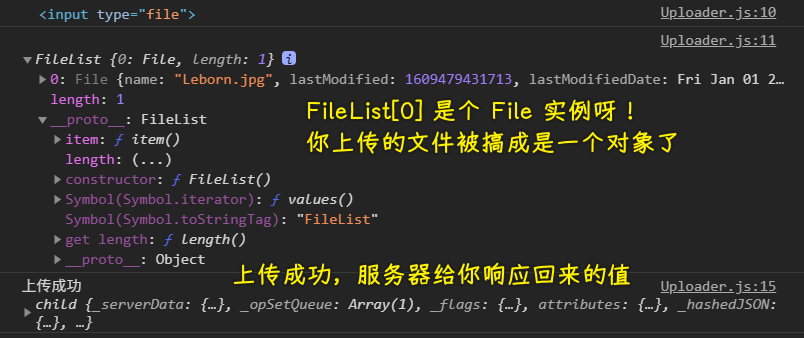 <input type="file"> Uploader.js:10
Uploader.js:11
▼FileList {0: File, length: 1} i
▶0: File {name: "Leborn.jpg", lastModified: 1609479431713, lastModifiedDate: Fri Jan 01 2…
length: 1
▼__proto__: FileList
▶item: ƒ item()
length: (...)
▶constructor: ƒ FileList()
▶Symbol(Symbol.iterator): ƒ values()
Symbol(Symbol.toStringTag): "FileList"
▶get length: ƒ length()
▶__proto__: Object
FileList[0] 是个 File 实例呀！
你上传的文件被搞成是一个对象了
上传成功，服务器给你响应回来的值
上传成功 Uploader.js:15
▶child {_serverData: {…}, _opSetQueue: Array(1), _flags: {…}, attributes: {…}, _hashedJSON:
{…}, …}